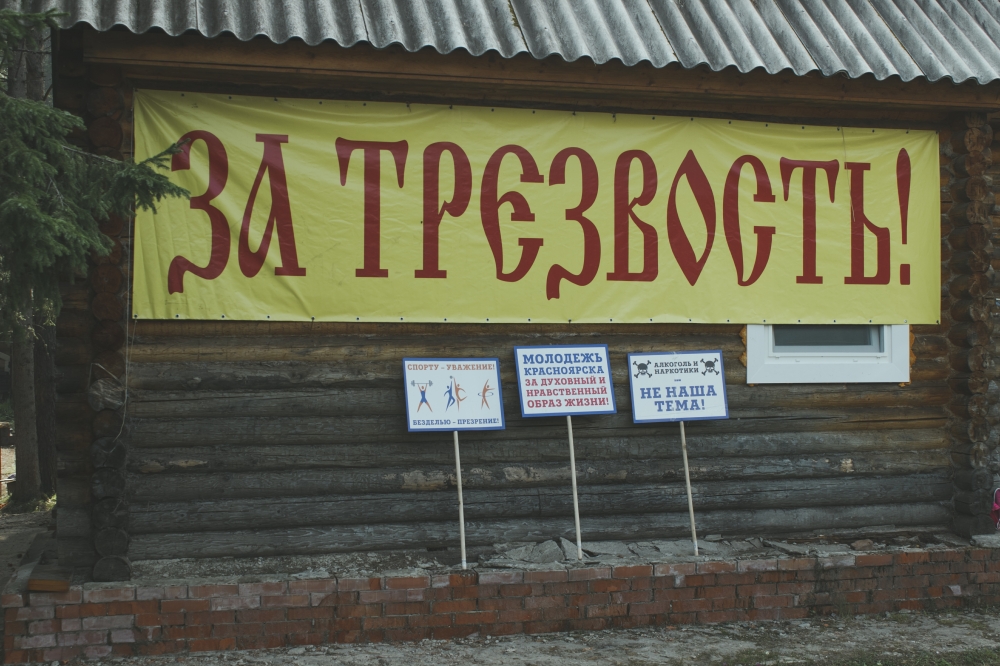 ЗА ТРЕЗВОСТЬ!
СПОРТУ – УВАЖЕНИЕ!
БЕЗДЕЛЬЮ – ПРЕЗРЕНИЕ!
МОЛОДЕЖЬ
КРАСНОЯРСКА
ЗА ДУХОВНЫЙ И
НРАВСТВЕННЫЙ
ОБРАЗ ЖИЗНИ!
АЛКОГОЛЬ И
НАРКОТИКИ
НЕ НАША
ТЕМА!